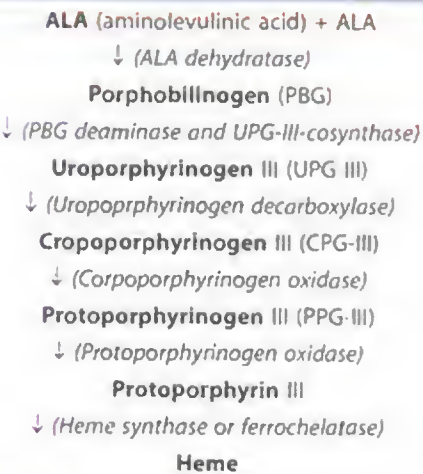 ALA (aminolevulinic acid) + ALA
↓ (ALA dehydratase)
Porphobilinogen (PBG)
↓ (PBG deaminase and UPG-III-cosynthase)
Uroporphyrinogen III (UPG III)
↓ (Uropoprphyrinogen decarboxylase)
Cropoporphyrinogen III (CPG-III)
↓ (Corpoporphyrinogen oxidase)
Protoporphyrinogen III (PPG-III)
↓ (Protoporphyrinogen oxidase)
Protoporphyrin III
↓ (Heme synthase or ferrochelatase)
Heme